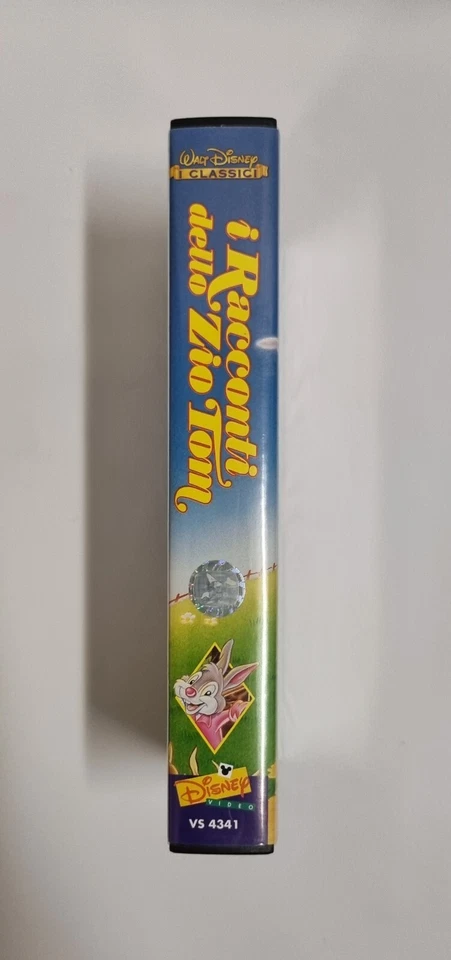 Walt Disney
I CLASSICI
i Racconti
dello Zio Tom
Disney
VIDEO
VS 4341